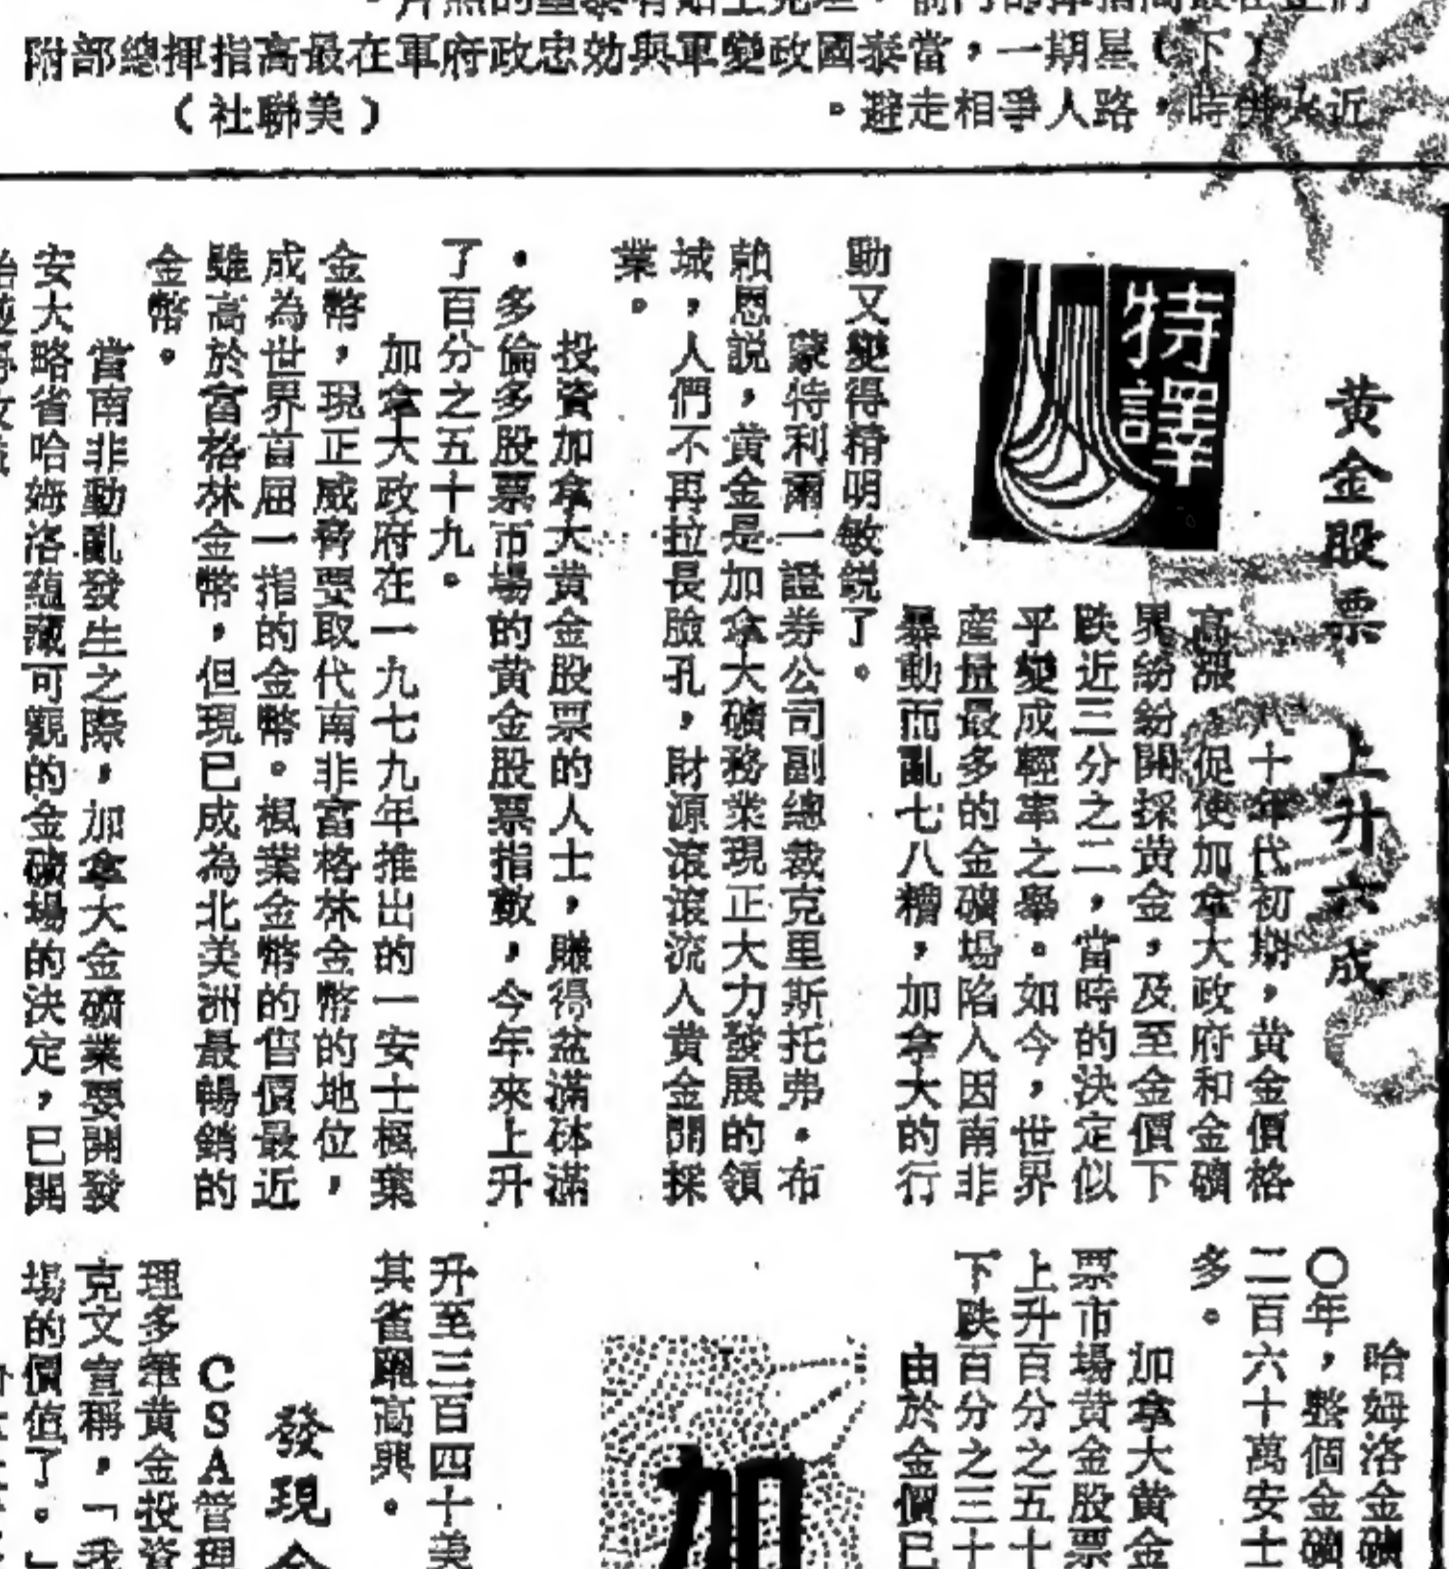 （下）星期一，當泰國政變軍與効忠政府軍在最高指揮總部附
近火併時，路人爭相走避。（美聯社）
黃金股票 上升六成
特譯
八十年代初期，黃金價格
高漲，促使加拿大政府和金礦
界紛紛開採黃金，及至金價下
跌近三分之二，當時的決定似
乎變成輕率之舉。如今，世界
產量最多的金礦場陷入因南非
暴動而亂七八糟，加拿大的行
動又變得精明敏銳了。
蒙特利爾一證券公司副總裁克里斯托弗・布
賴恩說，黃金是加拿大礦務業現正大力發展的領
域，人們不再拉長臉孔，財源滾滾流入黃金開採
業。
投資加拿大黃金股票的人士，賺得盆滿砵滿
。多倫多股票市場的黃金股票指數，今年來上升
了百分之五十九。
加拿大政府在一九七九年推出的一安士楓葉
金幣，現正威脅要取代南非富格林金幣的地位，
成為世界首屈一指的金幣。楓葉金幣的售價最近
雖高於富格林金幣，但現已成為北美洲最暢銷的
金幣。
當南非動亂發生之際，加拿大金礦業要開發
安大略省哈姆洛蘊藏可觀的金礦場的決定，已開
哈姆洛金礦
〇年，整個金礦
二百六十萬安士
多。
加拿大黃金
票市場黃金股票
上升百分之五十
下跌百分之三十
由於金價已
加
升至三百四十美
其雀躍高興。
發現金
CSA管理
理多筆黃金投資
克文宣稱，「我
場的價值了。」